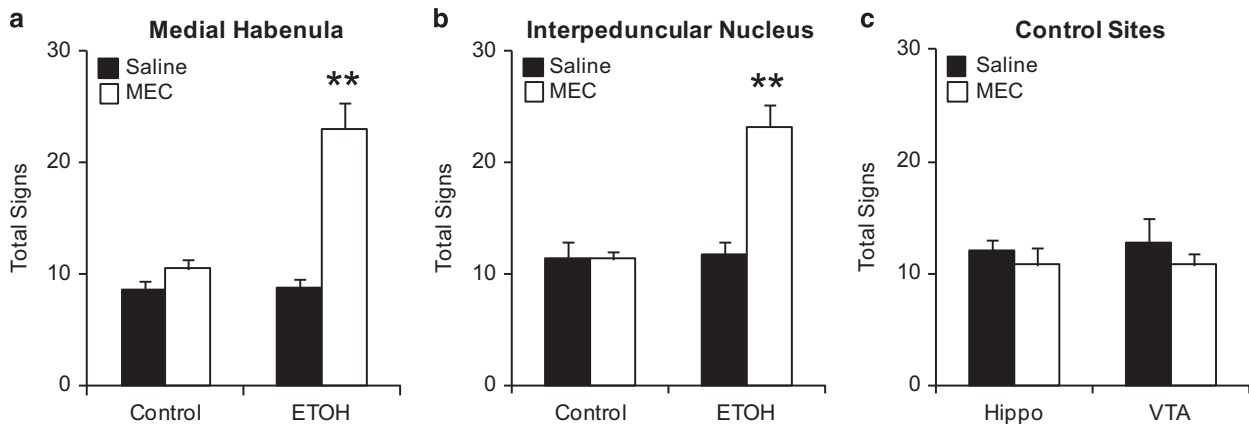 a
Medial Habenula
30
20
10
0
Total Signs
Saline
MEC
**
Control
ETOH
b
Interpeduncular Nucleus
30
20
10
0
Total Signs
Saline
MEC
**
Control
ETOH
c
Control Sites
30
20
10
0
Total Signs
Saline
MEC
Hippo
VTA